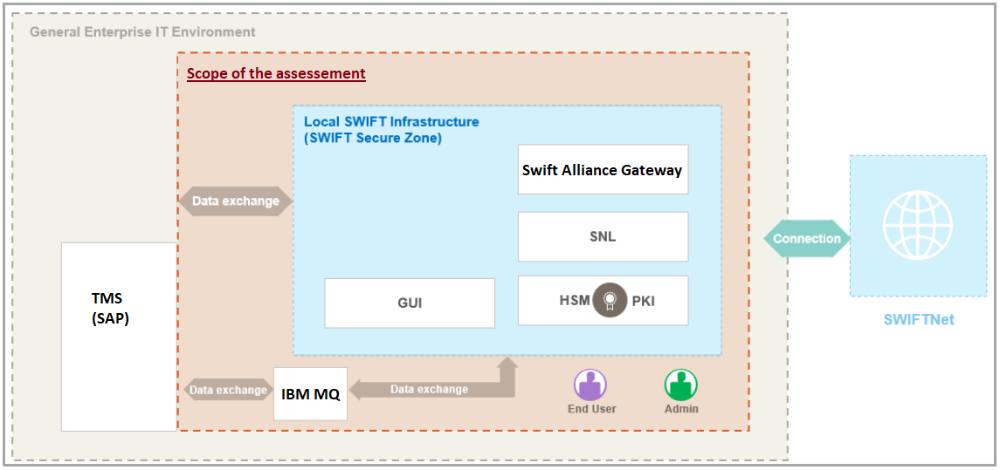 General Enterprise IT Environment
Scope of the assessement
Local SWIFT Infrastructure
(SWIFT Secure Zone)
Swift Alliance Gateway
Data exchange
SNL
Connection
GUI
HSM PKI
TMS
(SAP)
SWIFTNet
Data exchange
IBM MQ
Data exchange
End User
Admin